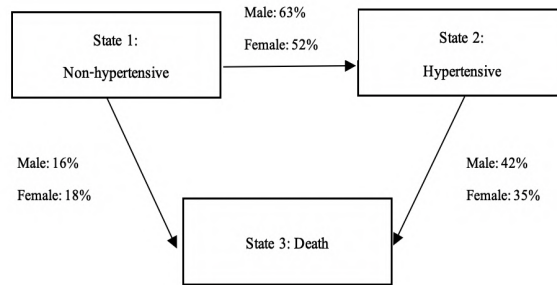 Male: 63%
Female: 52%
State 1:
Non-hypertensive
State 2:
Hypertensive
Male: 16%
Female: 18%
Male: 42%
Female: 35%
State 3: Death